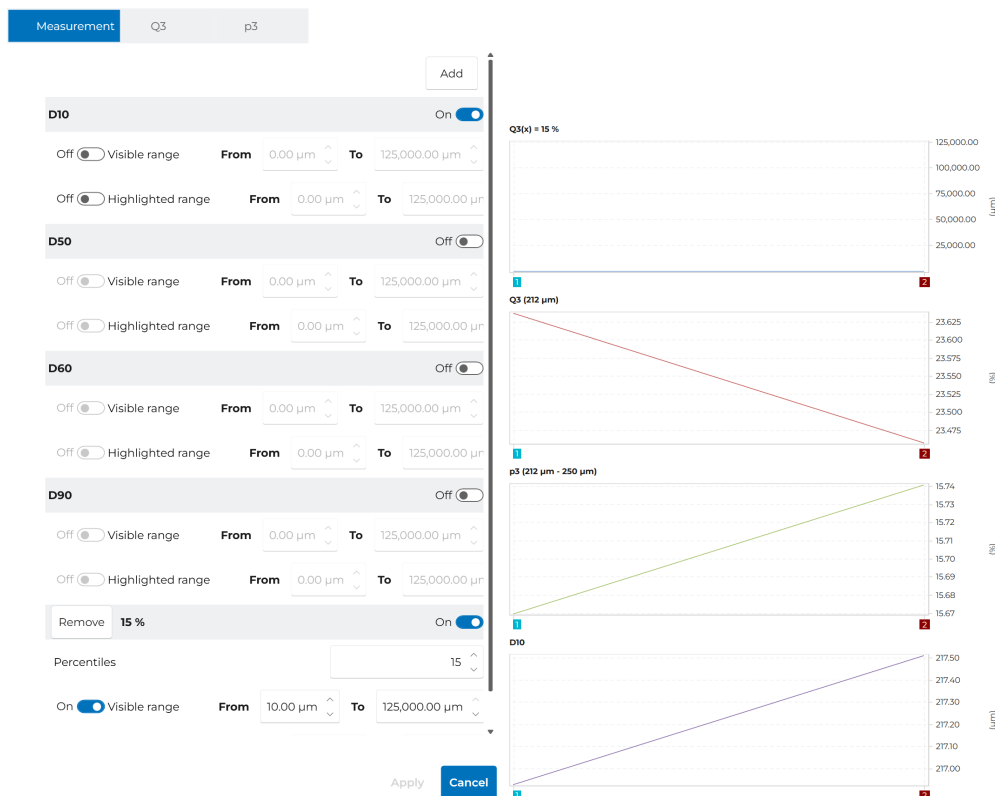 Measurement Q3 p3
Add
D10 On
Off Visible range From 0.00 µm To 125,000.00 µm
Off Highlighted range From 0.00 µm To 125,000.00 µm
D50 Off
Off Visible range From 0.00 µm To 125,000.00 µm
Off Highlighted range From 0.00 µm To 125,000.00 µm
D60 Off
Off Visible range From 0.00 µm To 125,000.00 µm
Off Highlighted range From 0.00 µm To 125,000.00 µm
D90 Off
Off Visible range From 0.00 µm To 125,000.00 µm
Off Highlighted range From 0.00 µm To 125,000.00 µm
Remove 15 % On
Percentiles 15
On Visible range From 10.00 µm To 125,000.00 µm
Apply Cancel
Q3(x) = 15 %
125,000.00
100,000.00
75,000.00
50,000.00
25,000.00
(µm)
1 2
Q3 (212 µm)
23.625
23.600
23.575
23.550
23.525
23.500
23.475
(%)
1 2
p3 (212 µm - 250 µm)
15.74
15.73
15.72
15.71
15.70
15.69
15.68
15.67
(%)
1 2
D10
217.50
217.40
217.30
217.20
217.10
217.00
(µm)
1 2